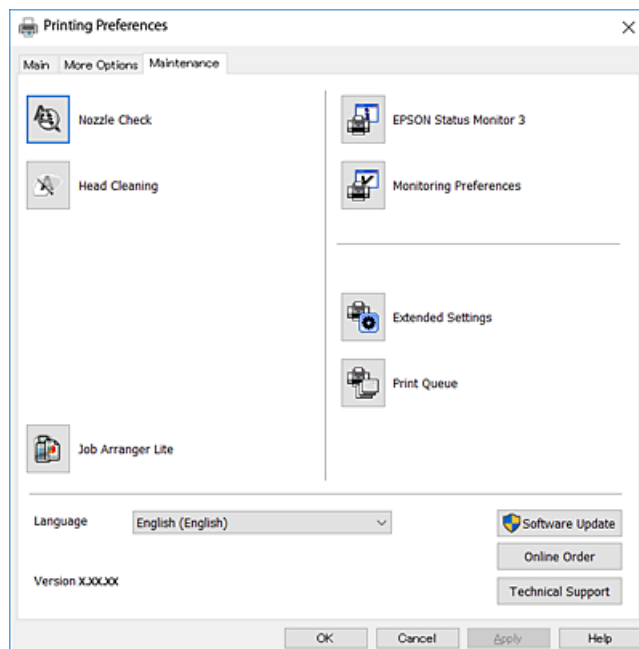 Printing Preferences
Main More Options Maintenance
Nozzle Check
Head Cleaning
Job Arranger Lite
EPSON Status Monitor 3
Monitoring Preferences
Extended Settings
Print Queue
Language English (English)
Version X.XX.XX
Software Update
Online Order
Technical Support
OK Cancel Apply Help